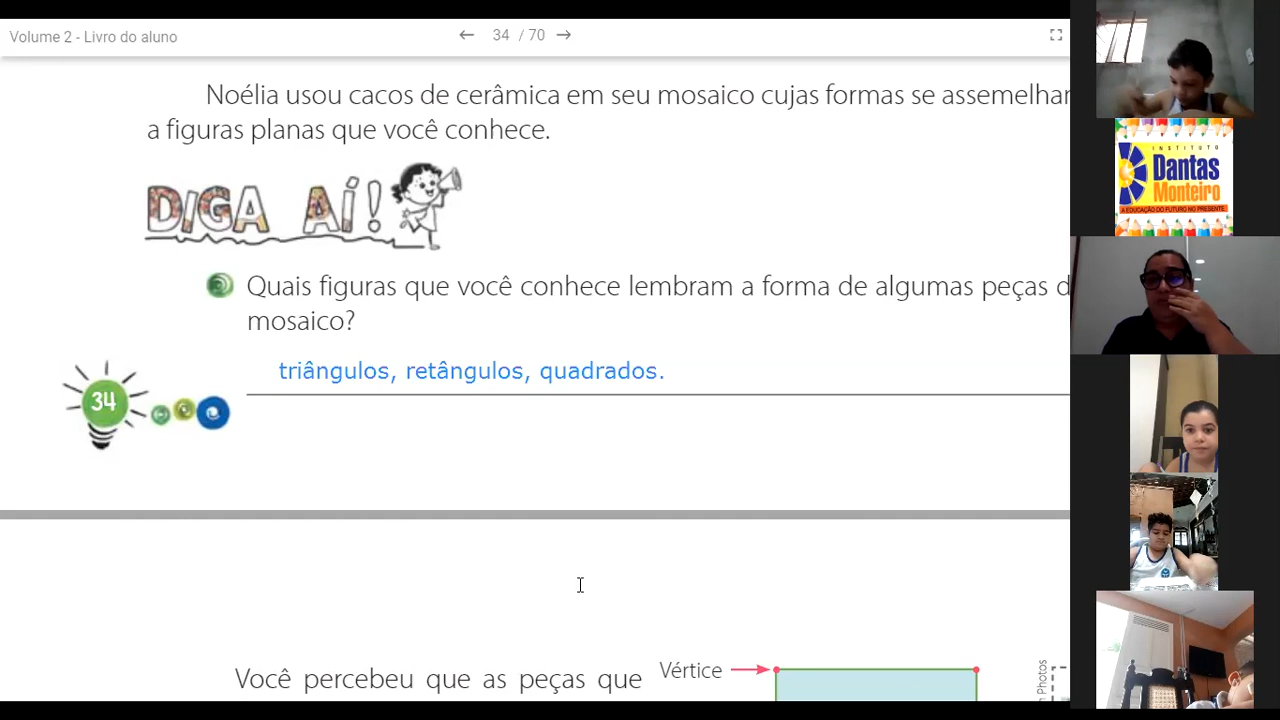 Volume 2 - Livro do aluno
34 / 70
Noélia usou cacos de cerâmica em seu mosaico cujas formas se assemelhar
a figuras planas que você conhece.
DIGA AÍ!
Quais figuras que você conhece lembram a forma de algumas peças d
mosaico?
triângulos, retângulos, quadrados.
34
Você percebeu que as peças que
Vértice
n Photos
INSTITUTO
Dantas
Monteiro
A EDUCAÇÃO DO FUTURO NO PRESENTE